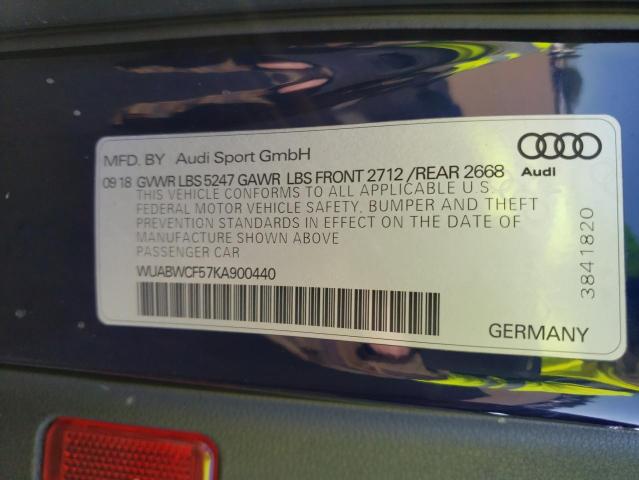 MFD. BY Audi Sport GmbH
09 18 GVWR LBS 5247 GAWR LBS FRONT 2712 /REAR 2668
THIS VEHICLE CONFORMS TO ALL APPLICABLE U.S.
FEDERAL MOTOR VEHICLE SAFETY, BUMPER AND THEFT
PREVENTION STANDARDS IN EFFECT ON THE DATE OF
MANUFACTURE SHOWN ABOVE
PASSENGER CAR
WUABWCF57KA900440
Audi
3841820
GERMANY